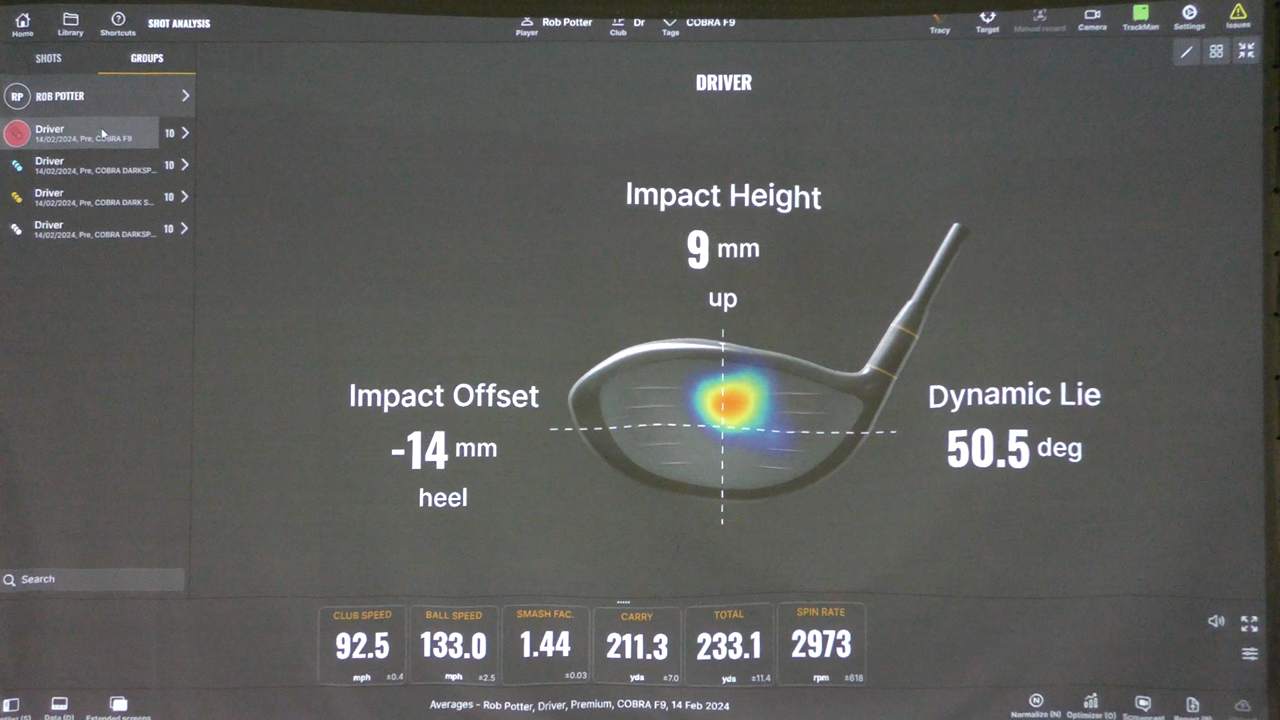 Home
Library
Shortcuts
SHOT ANALYSIS
Rob Potter
Player
Dr
Club
COBRA F9
Tags
Tracy
Target
Manual record
Camera
TrackMan
Settings
Issues
SHOTS
GROUPS
RP ROB POTTER
Driver
14/02/2024, Pre, COBRA F9
10
Driver
14/02/2024, Pre, COBRA DARKSP...
10
Driver
14/02/2024, Pre, COBRA DARK S...
10
Driver
14/02/2024, Pre, COBRA DARKSP...
10
Search
DRIVER
Impact Height
9 mm
up
Impact Offset
-14 mm
heel
Dynamic Lie
50.5 deg
CLUB SPEED
92.5
mph ±0.4
BALL SPEED
133.0
mph ±2.5
SMASH FAC.
1.44
±0.03
CARRY
211.3
yds ±7.0
TOTAL
233.1
yds ±11.4
SPIN RATE
2973
rpm ±618
Data (D)
Extended screens
Averages - Rob Potter, Driver, Premium, COBRA F9, 14 Feb 2024
Normalize (N)
Optimizer (O)